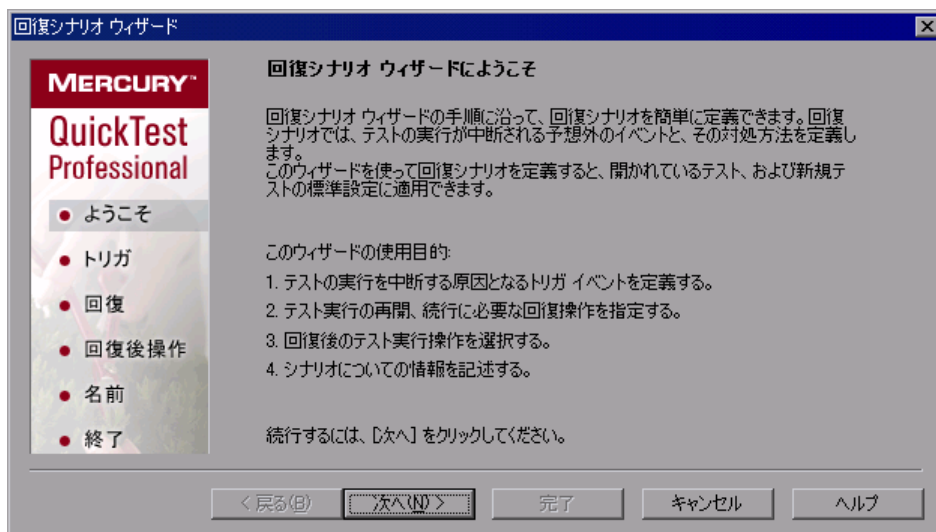 回復シナリオ ウィザード
MERCURY™
QuickTest
Professional
ようこそ
トリガ
回復
回復後操作
名前
終了
回復シナリオ ウィザードにようこそ
回復シナリオ ウィザードの手順に沿って、回復シナリオを簡単に定義できます。回復
シナリオでは、テストの実行が中断される予想外のイベントと、その対処方法を定義し
ます。
このウィザードを使って回復シナリオを定義すると、開かれているテスト、および新規テ
ストの標準設定に適用できます。
このウィザードの使用目的:
1. テストの実行を中断する原因となるトリガ イベントを定義する。
2. テスト実行の再開、続行に必要な回復操作を指定する。
3. 回復後のテスト実行操作を選択する。
4. シナリオについての情報を記述する。
続行するには、[次へ] をクリックしてください。
< 戻る(B)
次へ(N) >
完了
キャンセル
ヘルプ